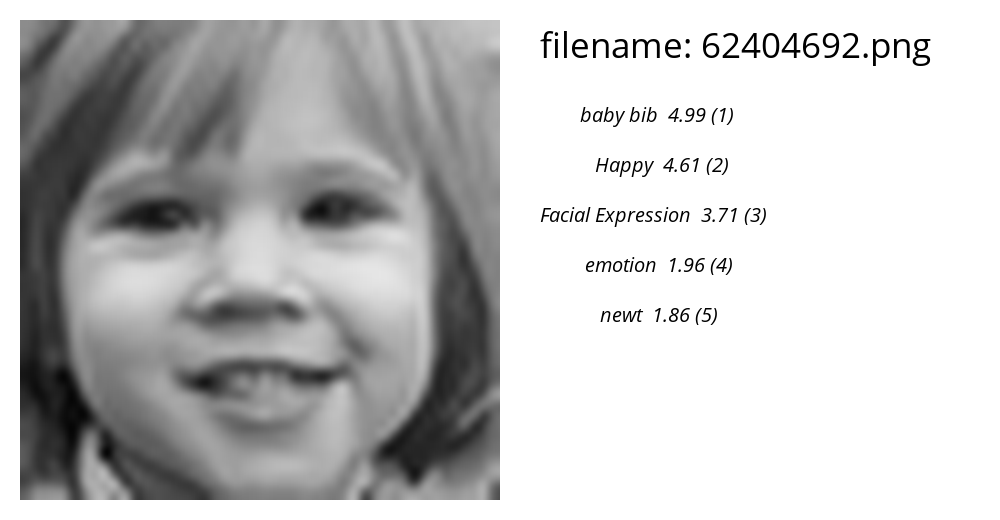 filename: 62404692.png
baby bib 4.99 (1)
Happy 4.61 (2)
Facial Expression 3.71 (3)
emotion 1.96 (4)
newt 1.86 (5)